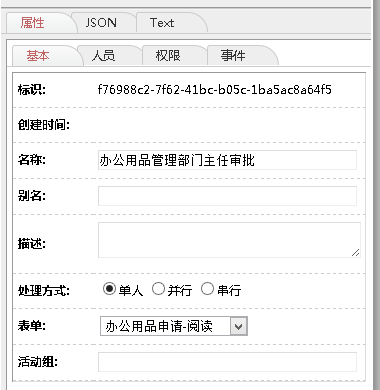 属性 JSON Text
基本 人员 权限 事件
标识: f76988c2-7f62-41bc-b05c-1ba5ac8a64f5
创建时间:
名称: 办公用品管理部门主任审批
别名:
描述:
处理方式: 单人 并行 串行
表单: 办公用品申请-阅读
活动组: